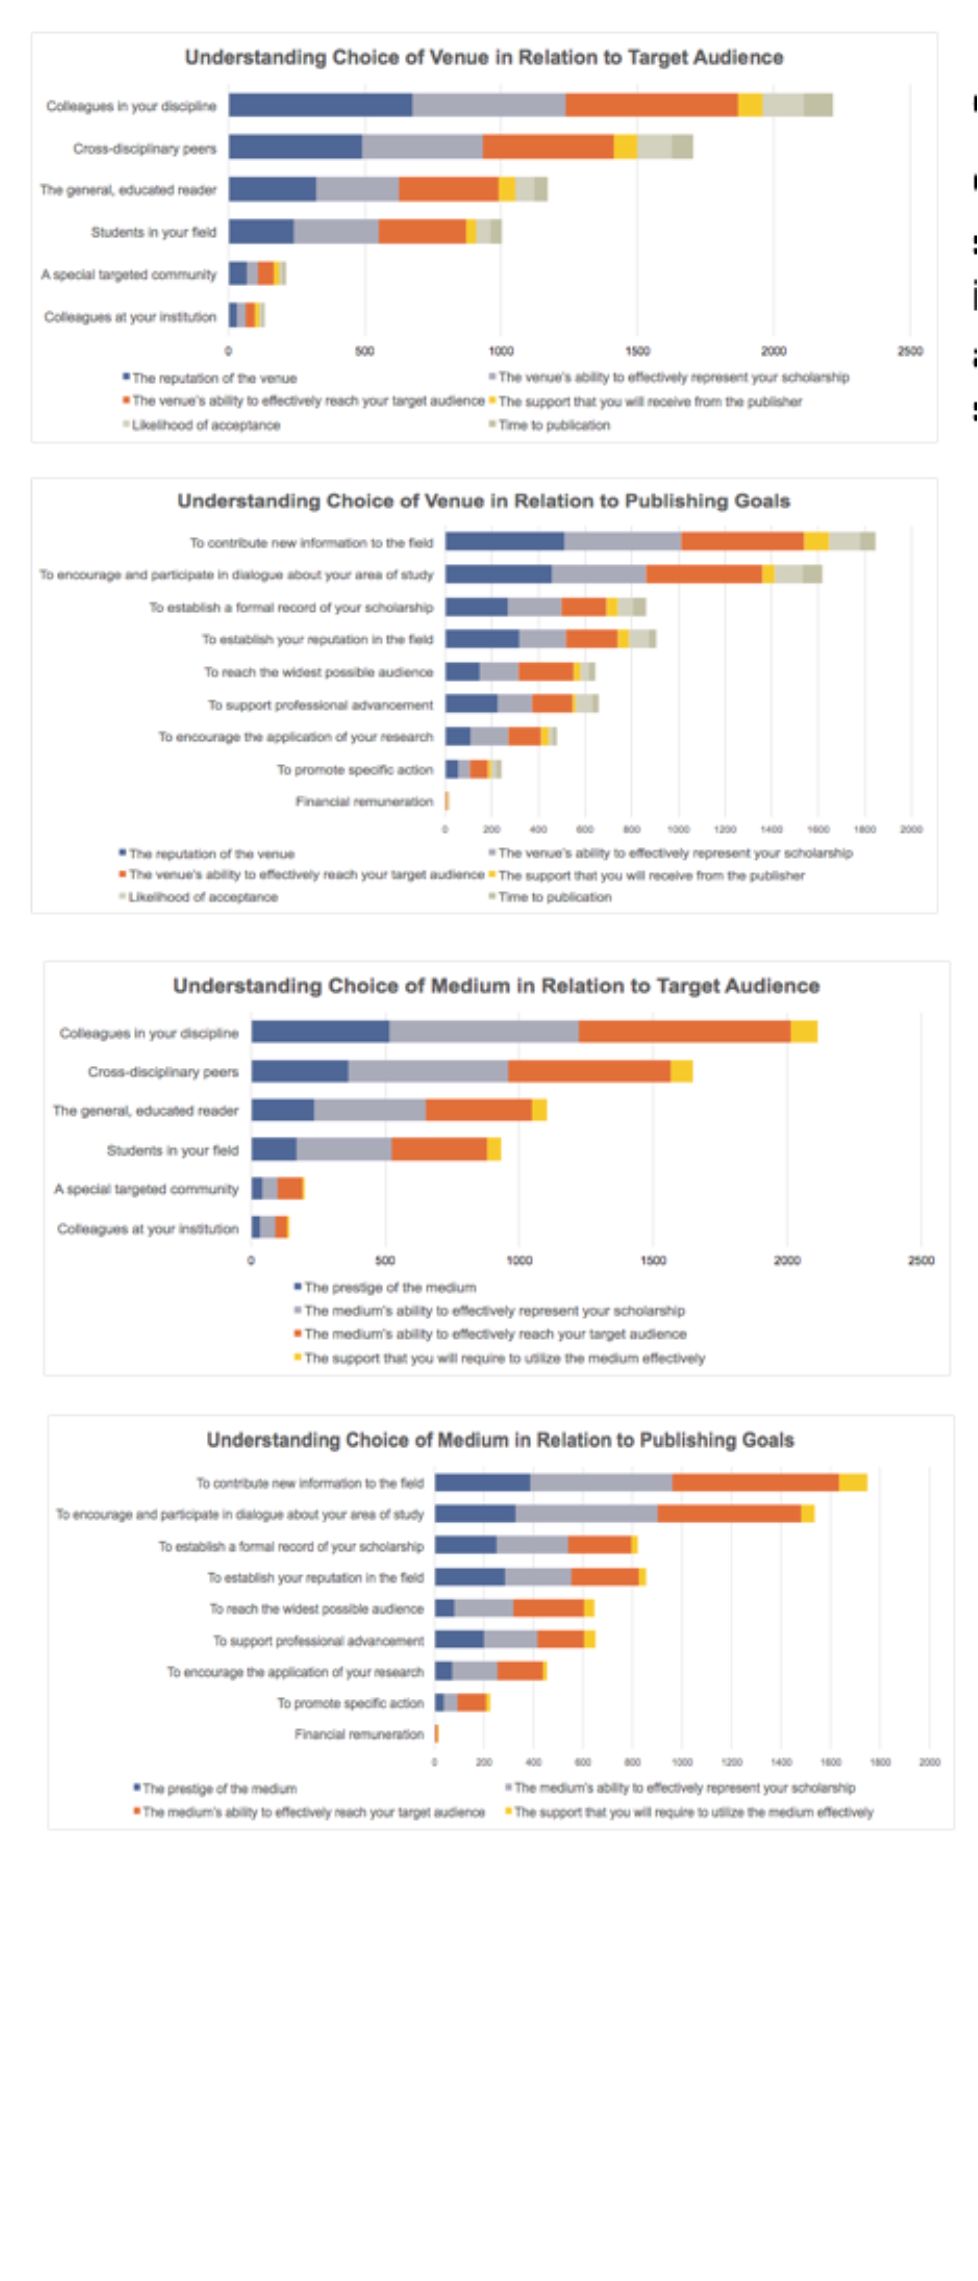 Understanding Choice of Venue in Relation to Target Audience
Colleagues in your discipline
Cross-disciplinary peers
The general, educated reader
Students in your field
A special targeted community
Colleagues at your institution
0 500 1000 1500 2000 2500
The reputation of the venue The venue's ability to effectively represent your scholarship
The venue's ability to effectively reach your target audience The support that you will receive from the publisher
Likelihood of acceptance Time to publication
Understanding Choice of Venue in Relation to Publishing Goals
To contribute new information to the field
To encourage and participate in dialogue about your area of study
To establish a formal record of your scholarship
To establish your reputation in the field
To reach the widest possible audience
To support professional advancement
To encourage the application of your research
To promote specific action
Financial remuneration
0 200 400 600 800 1000 1200 1400 1600 1800 2000
The reputation of the venue The venue's ability to effectively represent your scholarship
The venue's ability to effectively reach your target audience The support that you will receive from the publisher
Likelihood of acceptance Time to publication
Understanding Choice of Medium in Relation to Target Audience
Colleagues in your discipline
Cross-disciplinary peers
The general, educated reader
Students in your field
A special targeted community
Colleagues at your institution
0 500 1000 1500 2000 2500
The prestige of the medium
The medium's ability to effectively represent your scholarship
The medium's ability to effectively reach your target audience
The support that you will require to utilize the medium effectively
Understanding Choice of Medium in Relation to Publishing Goals
To contribute new information to the field
To encourage and participate in dialogue about your area of study
To establish a formal record of your scholarship
To establish your reputation in the field
To reach the widest possible audience
To support professional advancement
To encourage the application of your research
To promote specific action
Financial remuneration
0 200 400 600 800 1000 1200 1400 1600 1800 2000
The prestige of the medium The medium's ability to effectively represent your scholarship
The medium's ability to effectively reach your target audience The support that you will require to utilize the medium effectively